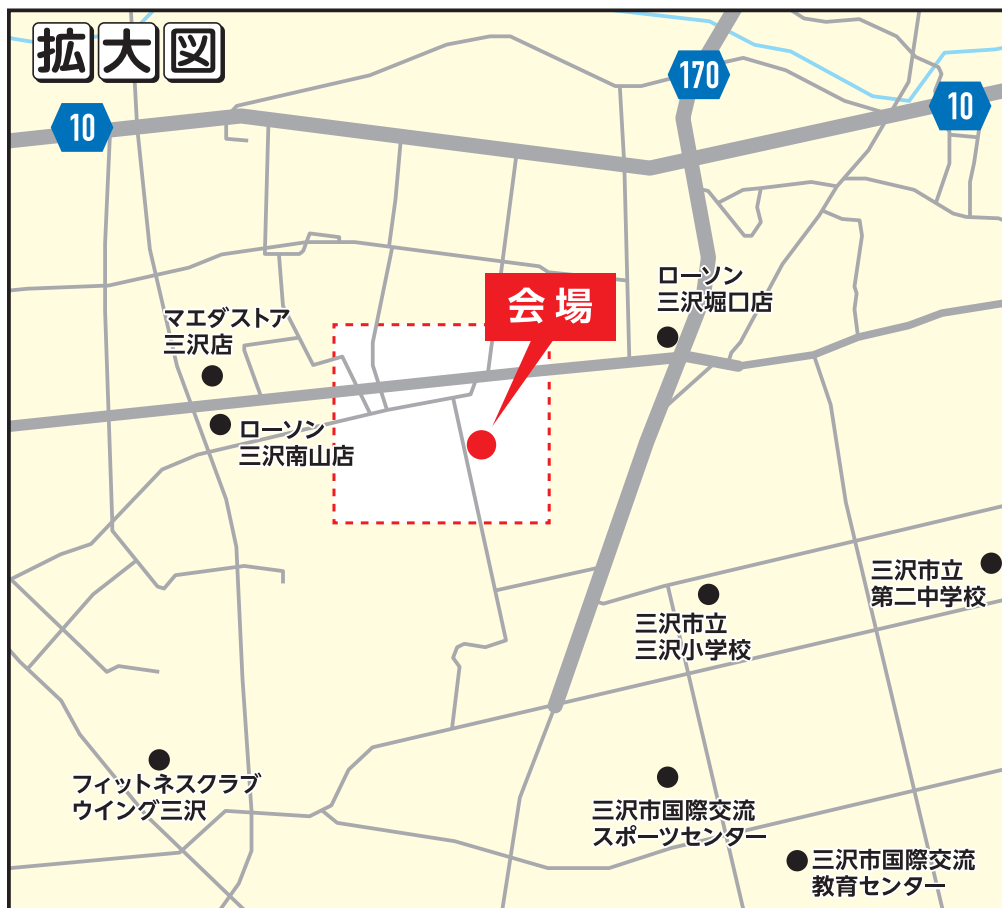 拡大図
170
10
10
ローソン
三沢堀口店
会場
マエダストア
三沢店
ローソン
三沢南山店
三沢市立
第二中学校
三沢市立
三沢小学校
フィットネスクラブ
ウイング三沢
三沢市国際交流
スポーツセンター
三沢市国際交流
教育センター